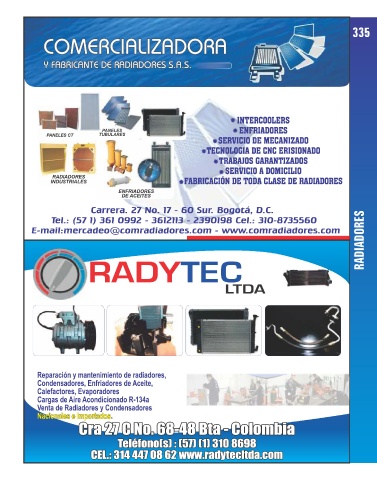 COMERCIALIZADORA
Y FABRICANTE DE RADIADORES S.A.S.
335
PANELES C7
PANELES
TUBULARES
RADIADORES
INDUSTRIALES
ENFRIADORES
DE ACEITES
• INTERCOOLERS
• ENFRIADORES
• SERVICIO DE MECANIZADO
• TECNOLOGIA DE CNC ERISIONADO
• TRABAJOS GARANTIZADOS
• SERVICIO A DOMICILIO
• FABRICACIÓN DE TODA CLASE DE RADIADORES
Carrera. 27 No. 17 - 60 Sur. Bogotá, D.C.
Tel.: (57 1) 361 0992 - 3612113 - 2390198 Cel.: 310-8735560
E-mail:mercadeo@comradiadores.com - www.comradiadores.com
RADIADORES
RADYTEC
LTDA
Reparación y mantenimiento de radiadores,
Condensadores, Enfriadores de Aceite,
Calefactores, Evaporadores
Cargas de Aire Acondicionado R-134a
Venta de Radiadores y Condensadores
Nacionales e Importados.
Cra 27 C No. 68-48 Bta - Colombia
Teléfono(s) : (57) (1) 310 8698
CEL.: 314 447 08 62 www.radytecltda.com